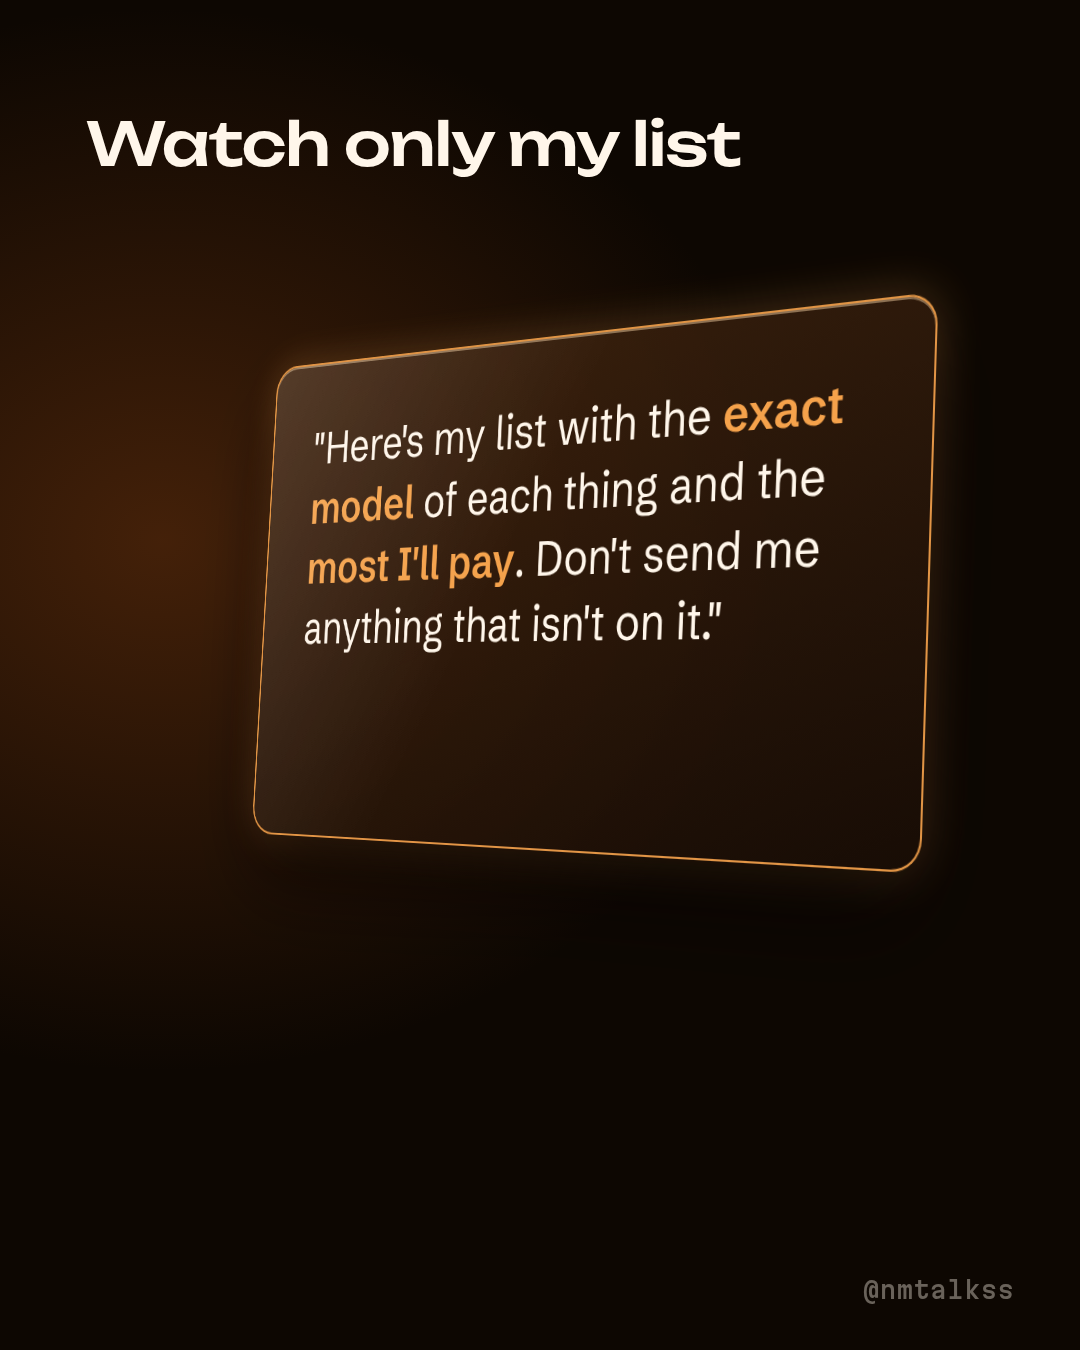 Watch only my list
"Here's my list with the exact
model of each thing and the
most I'll pay. Don't send me
anything that isn't on it."
@nmtalkss